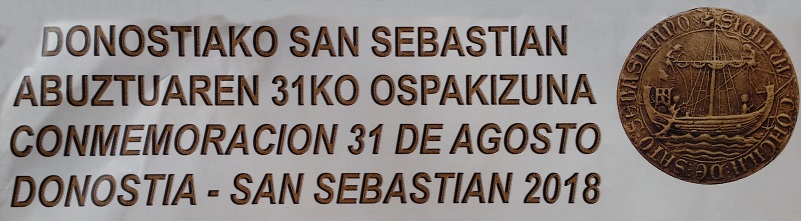 DONOSTIAKO SAN SEBASTIAN
ABUZTUAREN 31KO OSPAKIZUNA
CONMEMORACION 31 DE AGOSTO
DONOSTIA - SAN SEBASTIAN 2018